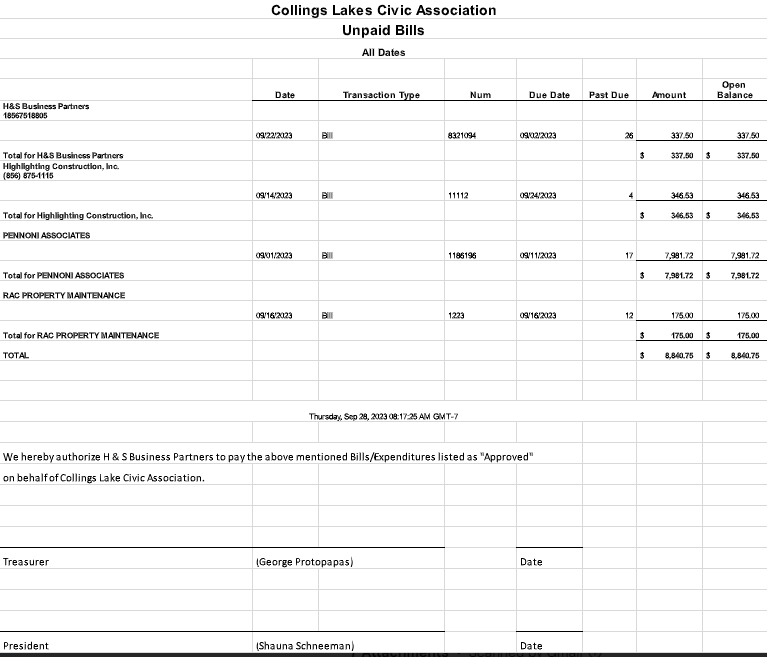 Collings Lakes Civic Association
Unpaid Bills
All Dates
Date Transaction Type Num Due Date Past Due Amount Open Balance
H&S Business Partners
18567518805
09/22/2023 Bill 8321094 09/02/2023 26 337.50 337.50
Total for H&S Business Partners $ 337.50 $ 337.50
Highlighting Construction, Inc.
(856) 875-1115
09/14/2023 Bill 11112 09/24/2023 4 346.53 346.53
Total for Highlighting Construction, Inc. $ 346.53 $ 346.53
PENNONI ASSOCIATES
09/01/2023 Bill 1186196 09/11/2023 17 7,981.72 7,981.72
Total for PENNONI ASSOCIATES $ 7,981.72 $ 7,981.72
RAC PROPERTY MAINTENANCE
09/16/2023 Bill 1223 09/16/2023 12 175.00 175.00
Total for RAC PROPERTY MAINTENANCE $ 175.00 $ 175.00
TOTAL $ 8,840.75 $ 8,840.75
Thursday, Sep 28, 2023 08:17:25 AM GMT-7
We hereby authorize H & S Business Partners to pay the above mentioned Bills/Expenditures listed as "Approved"
on behalf of Collings Lake Civic Association.
Treasurer (George Protopapas) Date
President (Shauna Schneeman) Date